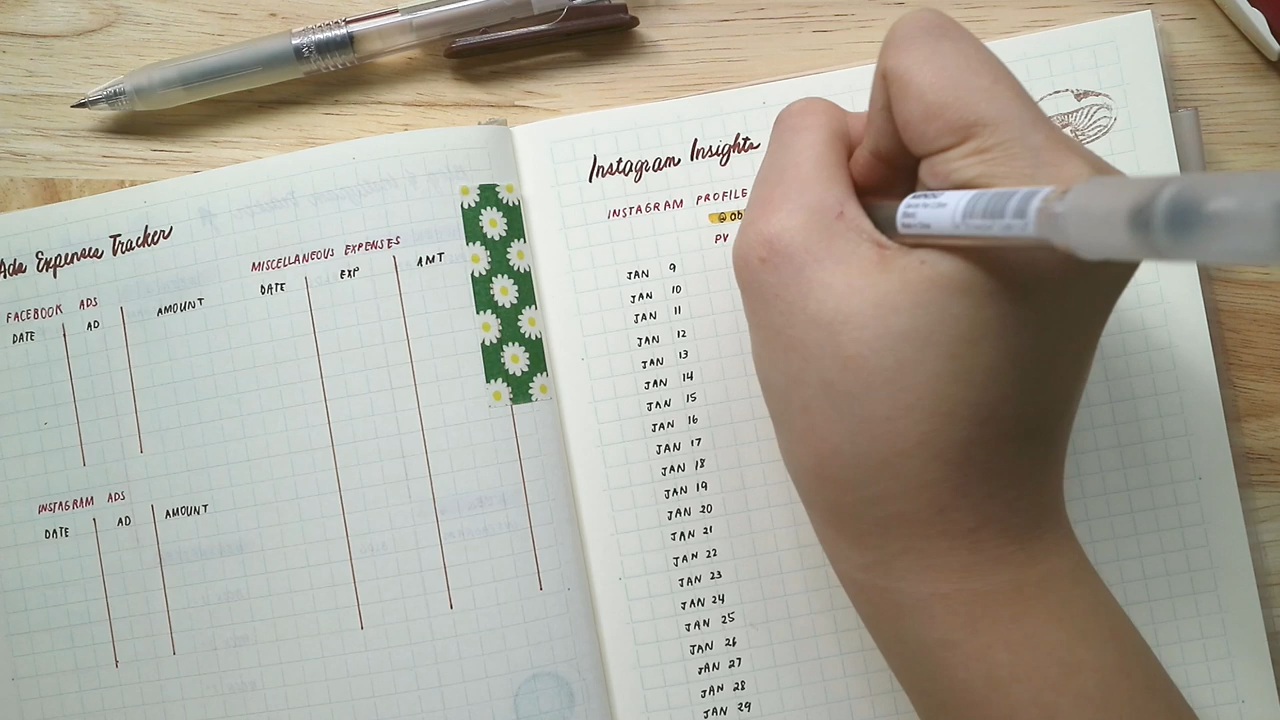 Ads Expenses Tracker
FACEBOOK ADS
DATE AD AMOUNT
MISCELLANEOUS EXPENSES
DATE EXP AMT
INSTAGRAM ADS
DATE AD AMOUNT
Instagram Insights
INSTAGRAM PROFILE
PV
JAN 9
JAN 10
JAN 11
JAN 12
JAN 13
JAN 14
JAN 15
JAN 16
JAN 17
JAN 18
JAN 19
JAN 20
JAN 21
JAN 22
JAN 23
JAN 24
JAN 25
JAN 26
JAN 27
JAN 28
JAN 29